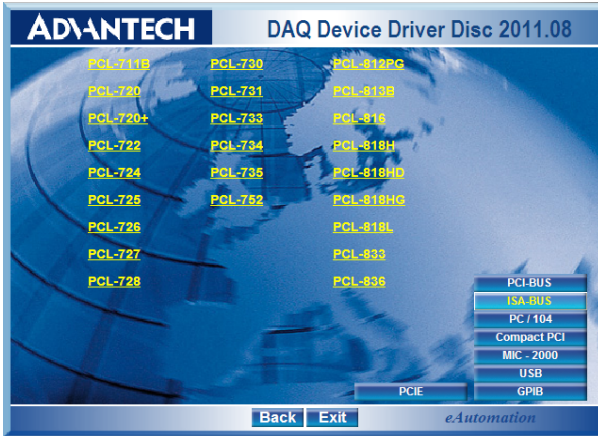 ADVANTECH
DAQ Device Driver Disc 2011.08
PCL-711B PCL-730 PCL-812PG
PCL-720 PCL-731 PCL-813B
PCL-720+ PCL-733 PCL-816
PCL-722 PCL-734 PCL-818H
PCL-724 PCL-735 PCL-818HD
PCL-725 PCL-752 PCL-818HG
PCL-726 PCL-818L
PCL-727 PCL-833
PCL-728 PCL-836
PCI-BUS
ISA-BUS
PC / 104
Compact PCI
MIC - 2000
USB
PCIE GPIB
Back Exit eAutomation